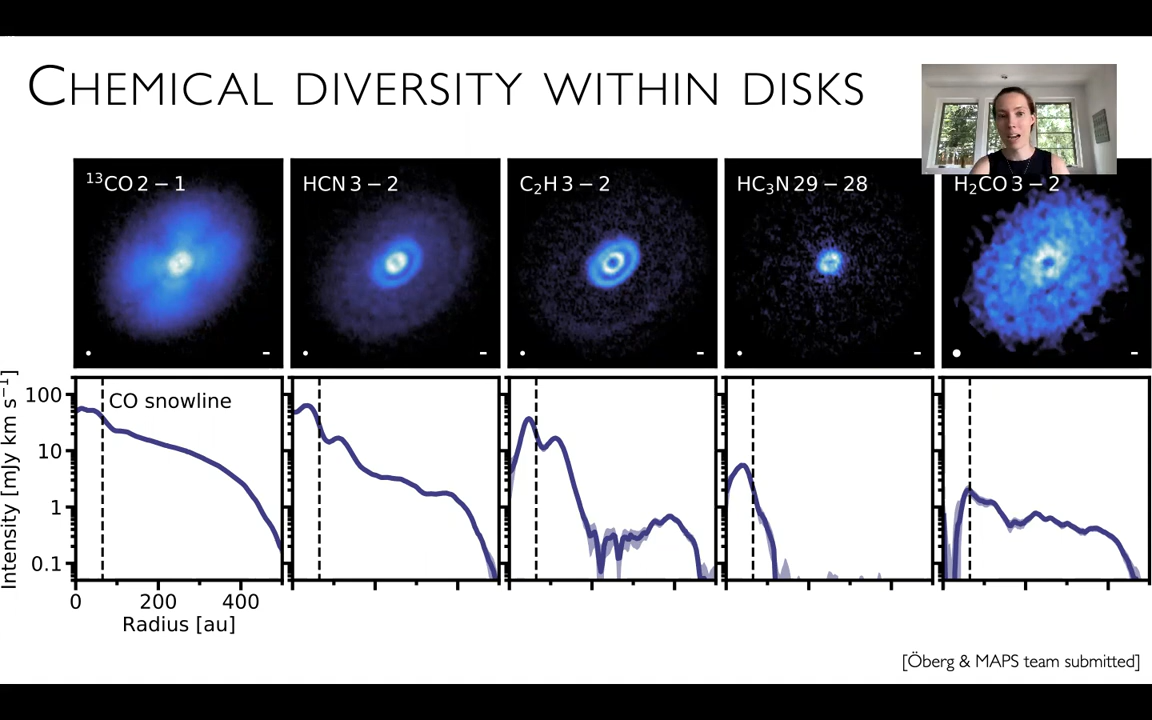 CHEMICAL DIVERSITY WITHIN DISKS
¹³CO 2 − 1
HCN 3 − 2
C₂H 3 − 2
HC₃N 29 − 28
H₂CO 3 − 2
Intensity [mJy km s⁻¹]
100
10
1
0.1
CO snowline
0 200 400
Radius [au]
[Öberg & MAPS team submitted]